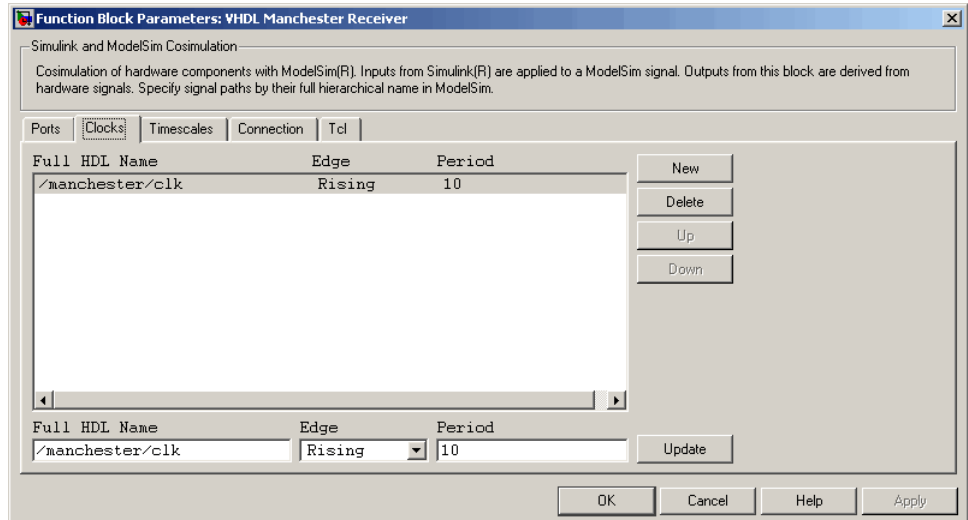 Function Block Parameters: VHDL Manchester Receiver
Simulink and ModelSim Cosimulation
Cosimulation of hardware components with ModelSim(R). Inputs from Simulink(R) are applied to a ModelSim signal. Outputs from this block are derived from
hardware signals. Specify signal paths by their full hierarchical name in ModelSim.
Ports Clocks Timescales Connection Tcl
Full HDL Name Edge Period
/manchester/clk Rising 10
New
Delete
Up
Down
Full HDL Name Edge Period
/manchester/clk Rising 10 Update
OK Cancel Help Apply